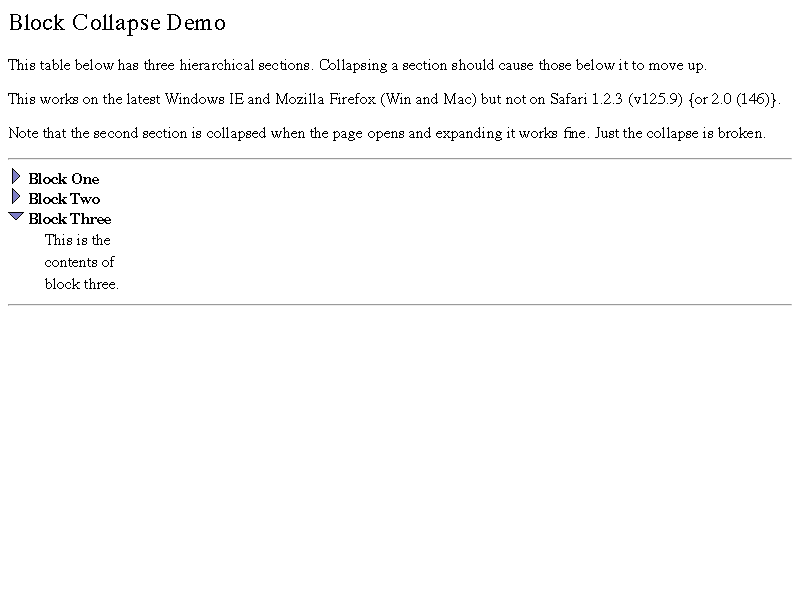 Block Collapse Demo
This table below has three hierarchical sections. Collapsing a section should cause those below it to move up.
This works on the latest Windows IE and Mozilla Firefox (Win and Mac) but not on Safari 1.2.3 (v125.9) {or 2.0 (146)}.
Note that the second section is collapsed when the page opens and expanding it works fine. Just the collapse is broken.
Block One
Block Two
Block Three
This is the
contents of
block three.